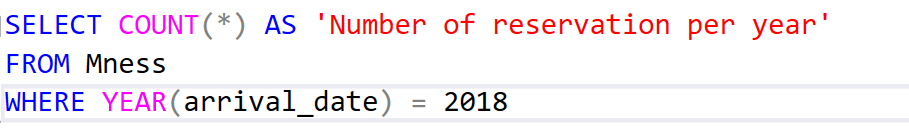 SELECT COUNT(*) AS 'Number of reservation per year'
FROM Mness
WHERE YEAR(arrival_date) = 2018